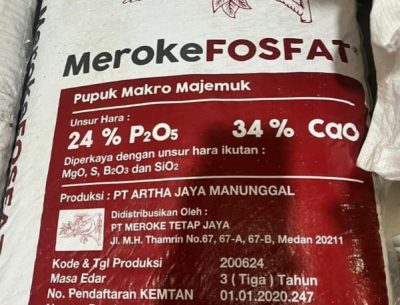 MerokeFOSFAT®
Pupuk Makro Majemuk
Unsur Hara :
24 % P2O5 34 % CaO
Diperkaya dengan unsur hara ikutan :
MgO, S, B2O3 dan SiO2
Produksi : PT ARTHA JAYA MANUNGGAL
Didistribusikan Oleh :
PT MEROKE TETAP JAYA
Jl. M.H. Thamrin No.67, 67-A, 67-B, Medan 20211
Kode & Tgl Produksi 200624
Masa Edar 3 ( Tiga ) Tahun
No. Pendaftaran KEMTAN 01.01.2020.247